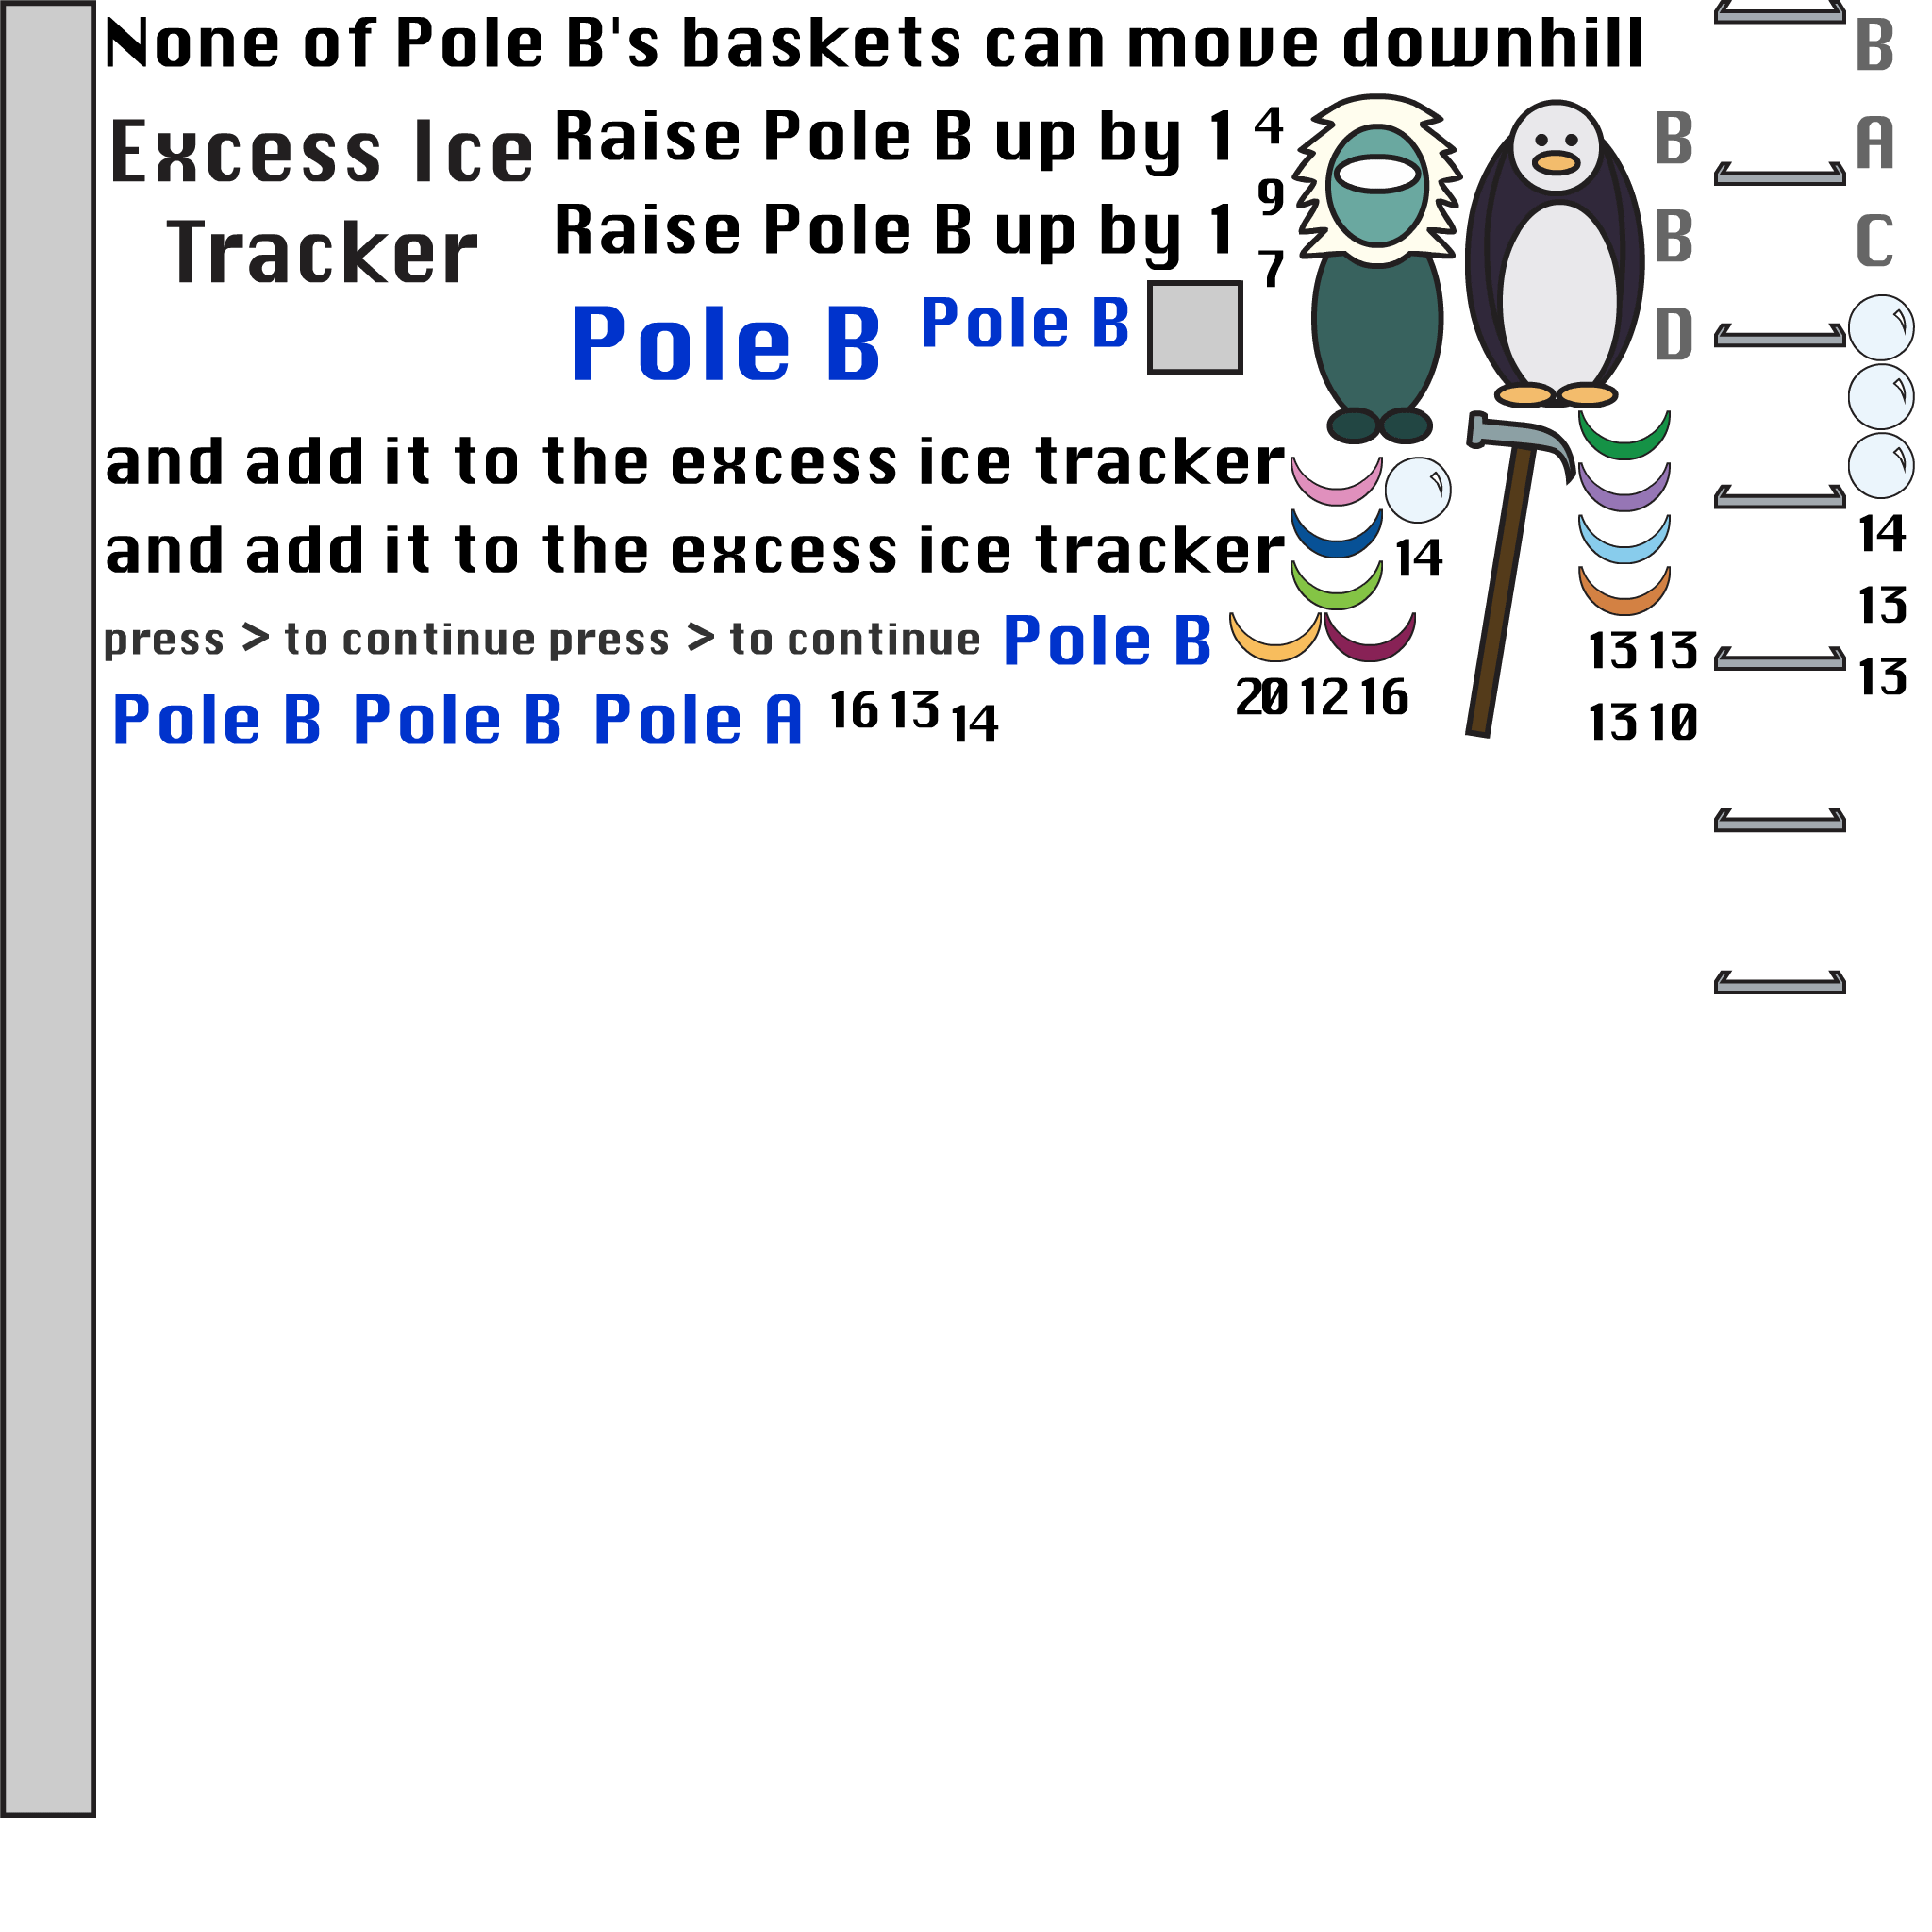 None of Pole B's baskets can move downhill
B
Excess Ice
Tracker
Raise Pole B up by 1
Raise Pole B up by 1
4
9
7
B
A
B
C
D
Pole B
Pole B
and add it to the excess ice tracker
and add it to the excess ice tracker
14
14
13
13
press > to continue
press > to continue
Pole B
13
13
20
12
16
13
10
Pole B
Pole B
Pole A
16
13
14